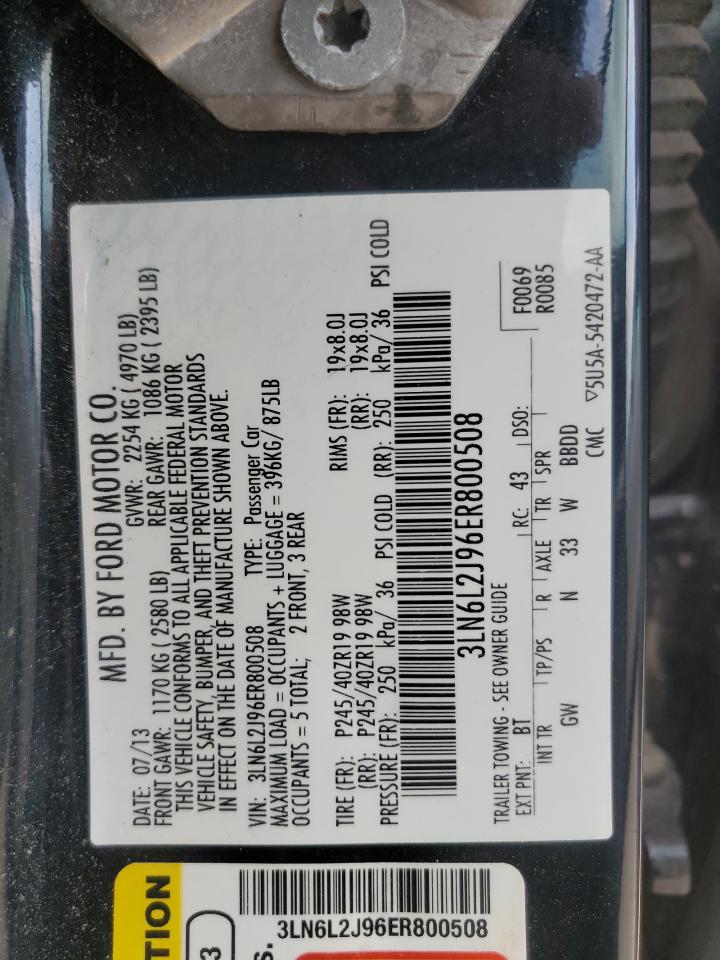 MFD. BY FORD MOTOR CO.
DATE: 07/13 GVWR: 2254 KG ( 4970 LB)
FRONT GAWR: 1170 KG ( 2580 LB) REAR GAWR: 1086 KG ( 2395 LB)
THIS VEHICLE CONFORMS TO ALL APPLICABLE FEDERAL MOTOR
VEHICLE SAFETY, BUMPER, AND THEFT PREVENTION STANDARDS
IN EFFECT ON THE DATE OF MANUFACTURE SHOWN ABOVE.
VIN: 3LN6L2J96ER800508 TYPE: Passenger Car
MAXIMUM LOAD = OCCUPANTS + LUGGAGE = 396KG/ 875LB
OCCUPANTS = 5 TOTAL; 2 FRONT, 3 REAR
TIRE (FR): P245/40ZR19 98W RIMS (FR): 19x8.0J
(RR): P245/40ZR19 98W (RR): 19x8.0J
PRESSURE (FR): 250 kPa/ 36 PSI COLD (RR): 250 kPa/ 36 PSI COLD
3LN6L2J96ER800508
TRAILER TOWING - SEE OWNER GUIDE F0069
EXT PNT: BT RC: 43 DSO: R0085
INT TR TP/PS R AXLE TR SPR
GW N 33 W BBDD
CMC ▽5U5A-5420472-AA
TION
3
S.
3LN6L2J96ER800508